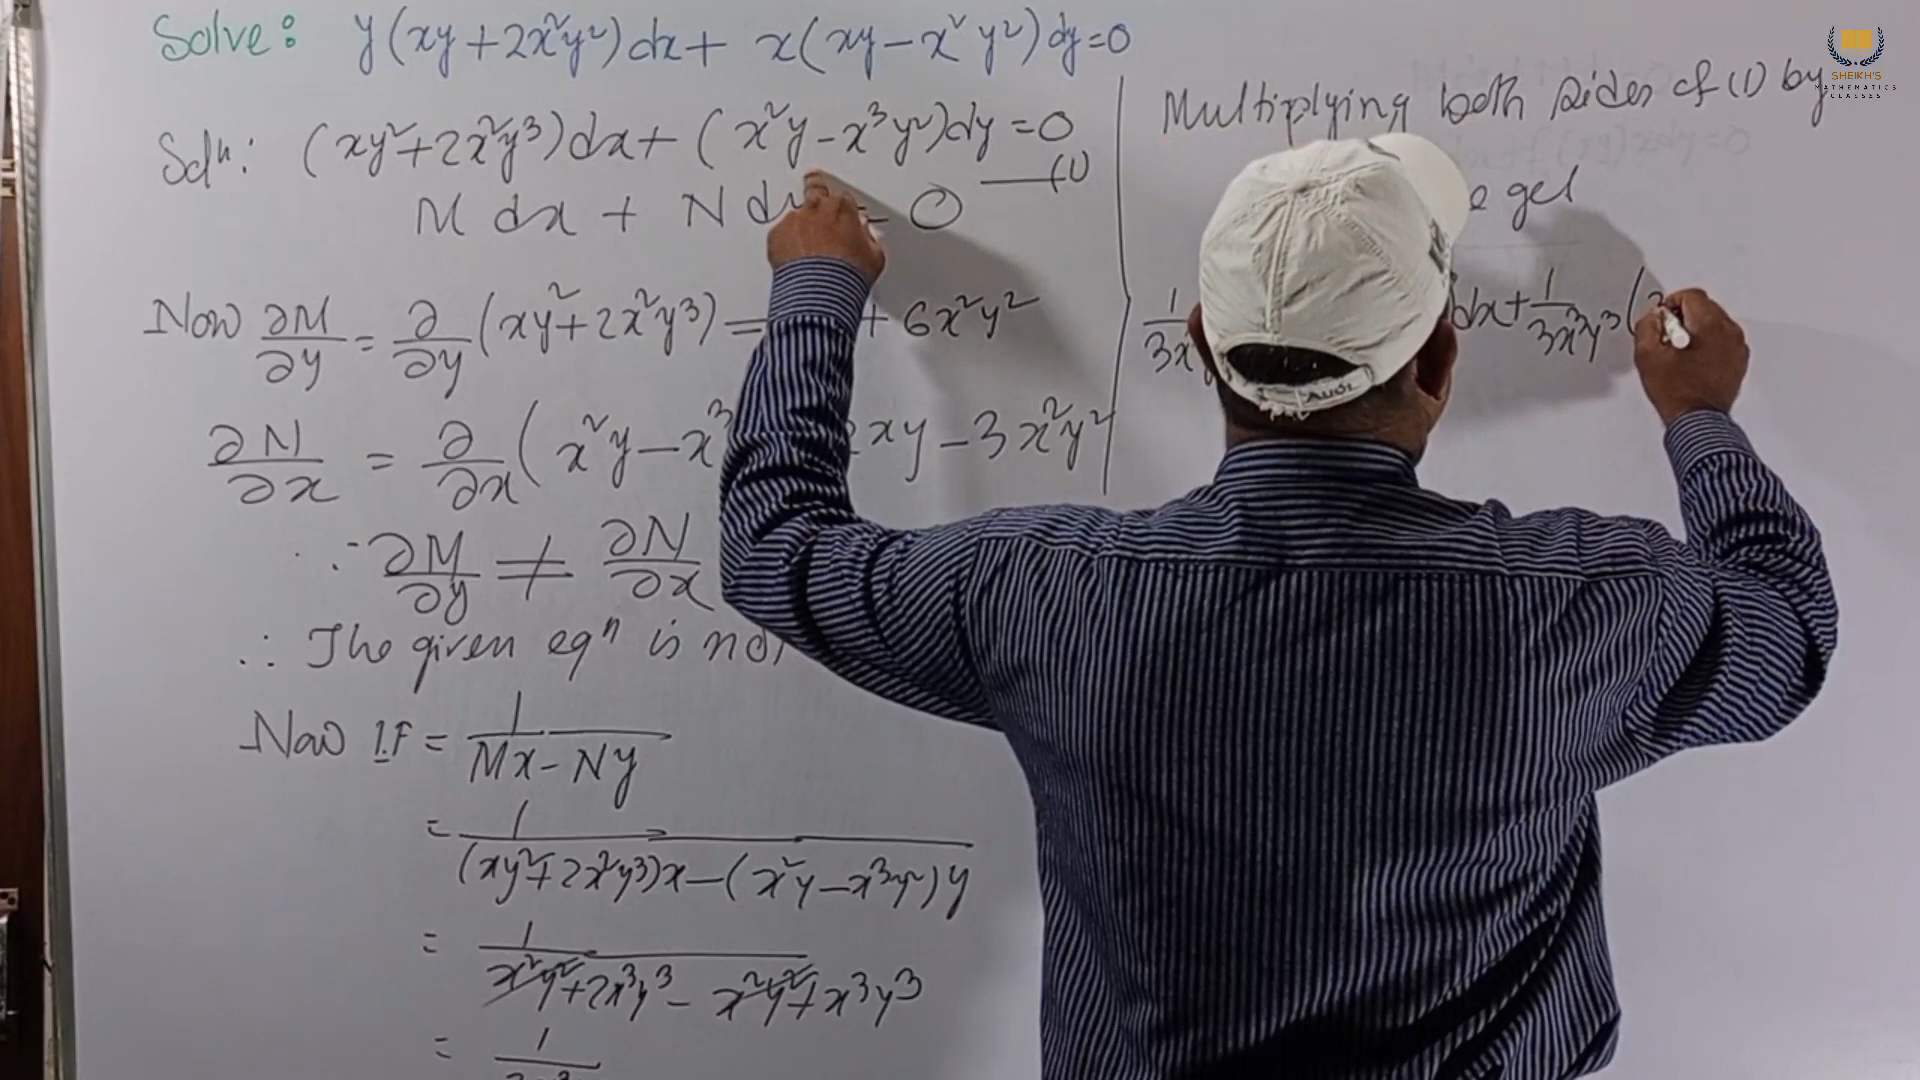 Solve: y(xy+2x²y²)dx + x(xy-x²y²)dy=0
Solⁿ: (xy²+2x²y³)dx + (x²y-x³y²)dy=0 —(1)
M dx + N dy = 0
Now ∂M/∂y = ∂/∂y (xy²+2x²y³) = + 6x²y²
∂N/∂x = ∂/∂x (x²y-x³ 2xy-3x²y²
∵ ∂M/∂y ≠ ∂N/∂x
∴ The given eqⁿ is not
Now I.F = 1/(Mx-Ny)
= 1/((xy²+2x²y³)x-(x²y-x³y²)y)
= 1/(x²y²+2x³y³-x²y²+x³y³)
= 1/
Multiplying both sides of (1) by
get
1/3x dx + 1/3x³y³ (
SHEIKH'S
MATHEMATICS
CLASSES
AUDI